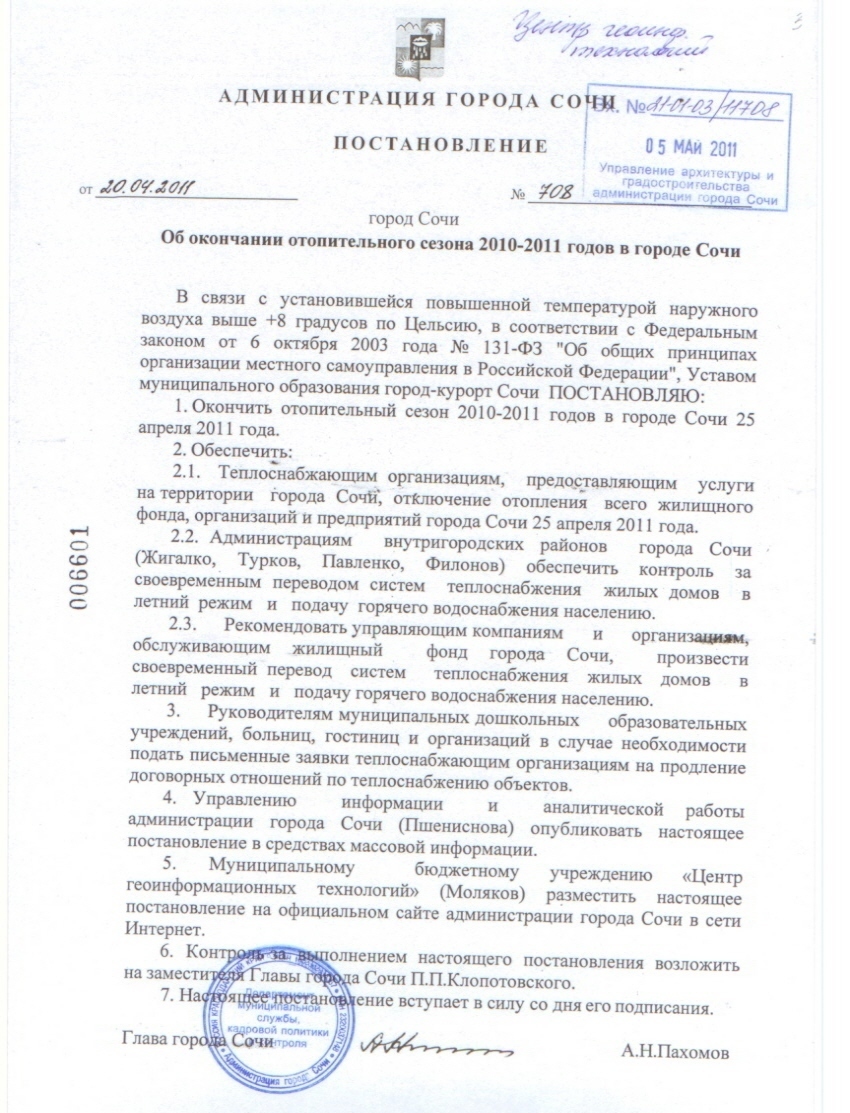 Центр геоинф.
технологий
3
АДМИНИСТРАЦИЯ ГОРОДА СОЧИ
Вх. № 21-01-03/11708
ПОСТАНОВЛЕНИЕ
05 МАЙ 2011
Управление архитектуры и
градостроительства
администрации города Сочи
от 20.04.2011
№ 708
город Сочи
Об окончании отопительного сезона 2010-2011 годов в городе Сочи
В связи с установившейся повышенной температурой наружного
воздуха выше +8 градусов по Цельсию, в соответствии с Федеральным
законом от 6 октября 2003 года № 131-ФЗ "Об общих принципах
организации местного самоуправления в Российской Федерации", Уставом
муниципального образования город-курорт Сочи ПОСТАНОВЛЯЮ:
1. Окончить отопительный сезон 2010-2011 годов в городе Сочи 25
апреля 2011 года.
2. Обеспечить:
2.1. Теплоснабжающим организациям, предоставляющим услуги
на территории города Сочи, отключение отопления всего жилищного
фонда, организаций и предприятий города Сочи 25 апреля 2011 года.
2.2. Администрациям внутригородских районов города Сочи
(Жигалко, Турков, Павленко, Филонов) обеспечить контроль за
своевременным переводом систем теплоснабжения жилых домов в
летний режим и подачу горячего водоснабжения населению.
2.3. Рекомендовать управляющим компаниям и организациям,
обслуживающим жилищный фонд города Сочи, произвести
своевременный перевод систем теплоснабжения жилых домов в
летний режим и подачу горячего водоснабжения населению.
3. Руководителям муниципальных дошкольных образовательных
учреждений, больниц, гостиниц и организаций в случае необходимости
подать письменные заявки теплоснабжающим организациям на продление
договорных отношений по теплоснабжению объектов.
4. Управлению информации и аналитической работы
администрации города Сочи (Пшениснова) опубликовать настоящее
постановление в средствах массовой информации.
5. Муниципальному бюджетному учреждению «Центр
геоинформационных технологий» (Моляков) разместить настоящее
постановление на официальном сайте администрации города Сочи в сети
Интернет.
6. Контроль за выполнением настоящего постановления возложить
на заместителя Главы города Сочи П.П.Клопотовского.
7. Настоящее постановление вступает в силу со дня его подписания.
Глава города Сочи
А.Н.Пахомов
006601
Департамент
муниципальной
службы,
кадровой политики
и контроля
Администрация города Сочи